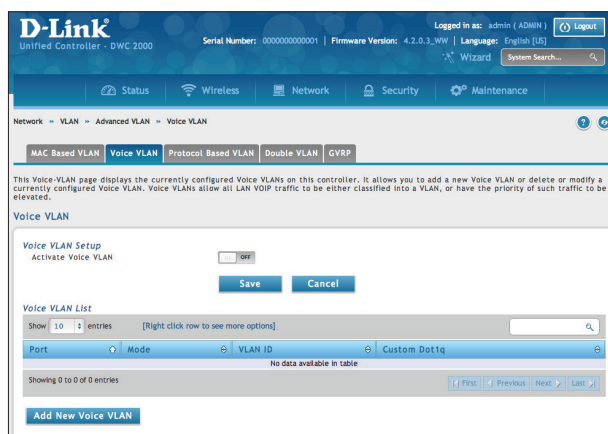 D-Link®
Unified Controller - DWC 2000
Logged in as: admin ( ADMIN )
Logout
Serial Number: 0000000000001 | Firmware Version: 4.2.0.3_WW | Language: English [US]
Wizard
System Search...
Status
Wireless
Network
Security
Maintenance
Network » VLAN » Advanced VLAN » Voice VLAN
MAC Based VLAN
Voice VLAN
Protocol Based VLAN
Double VLAN
GVRP
This Voice-VLAN page displays the currently configured Voice VLANs on this controller. It allows you to add a new Voice VLAN or delete or modify a
currently configured Voice VLAN. Voice VLANs allow all LAN VOIP traffic to be either classified into a VLAN, or have the priority of such traffic to be
elevated.
Voice VLAN
Voice VLAN Setup
Activate Voice VLAN
OFF
Save
Cancel
Voice VLAN List
Show 10 entries
[Right click row to see more options]
Port
Mode
VLAN ID
Custom Dot1q
No data available in table
Showing 0 to 0 of 0 entries
First
Previous
Next
Last
Add New Voice VLAN